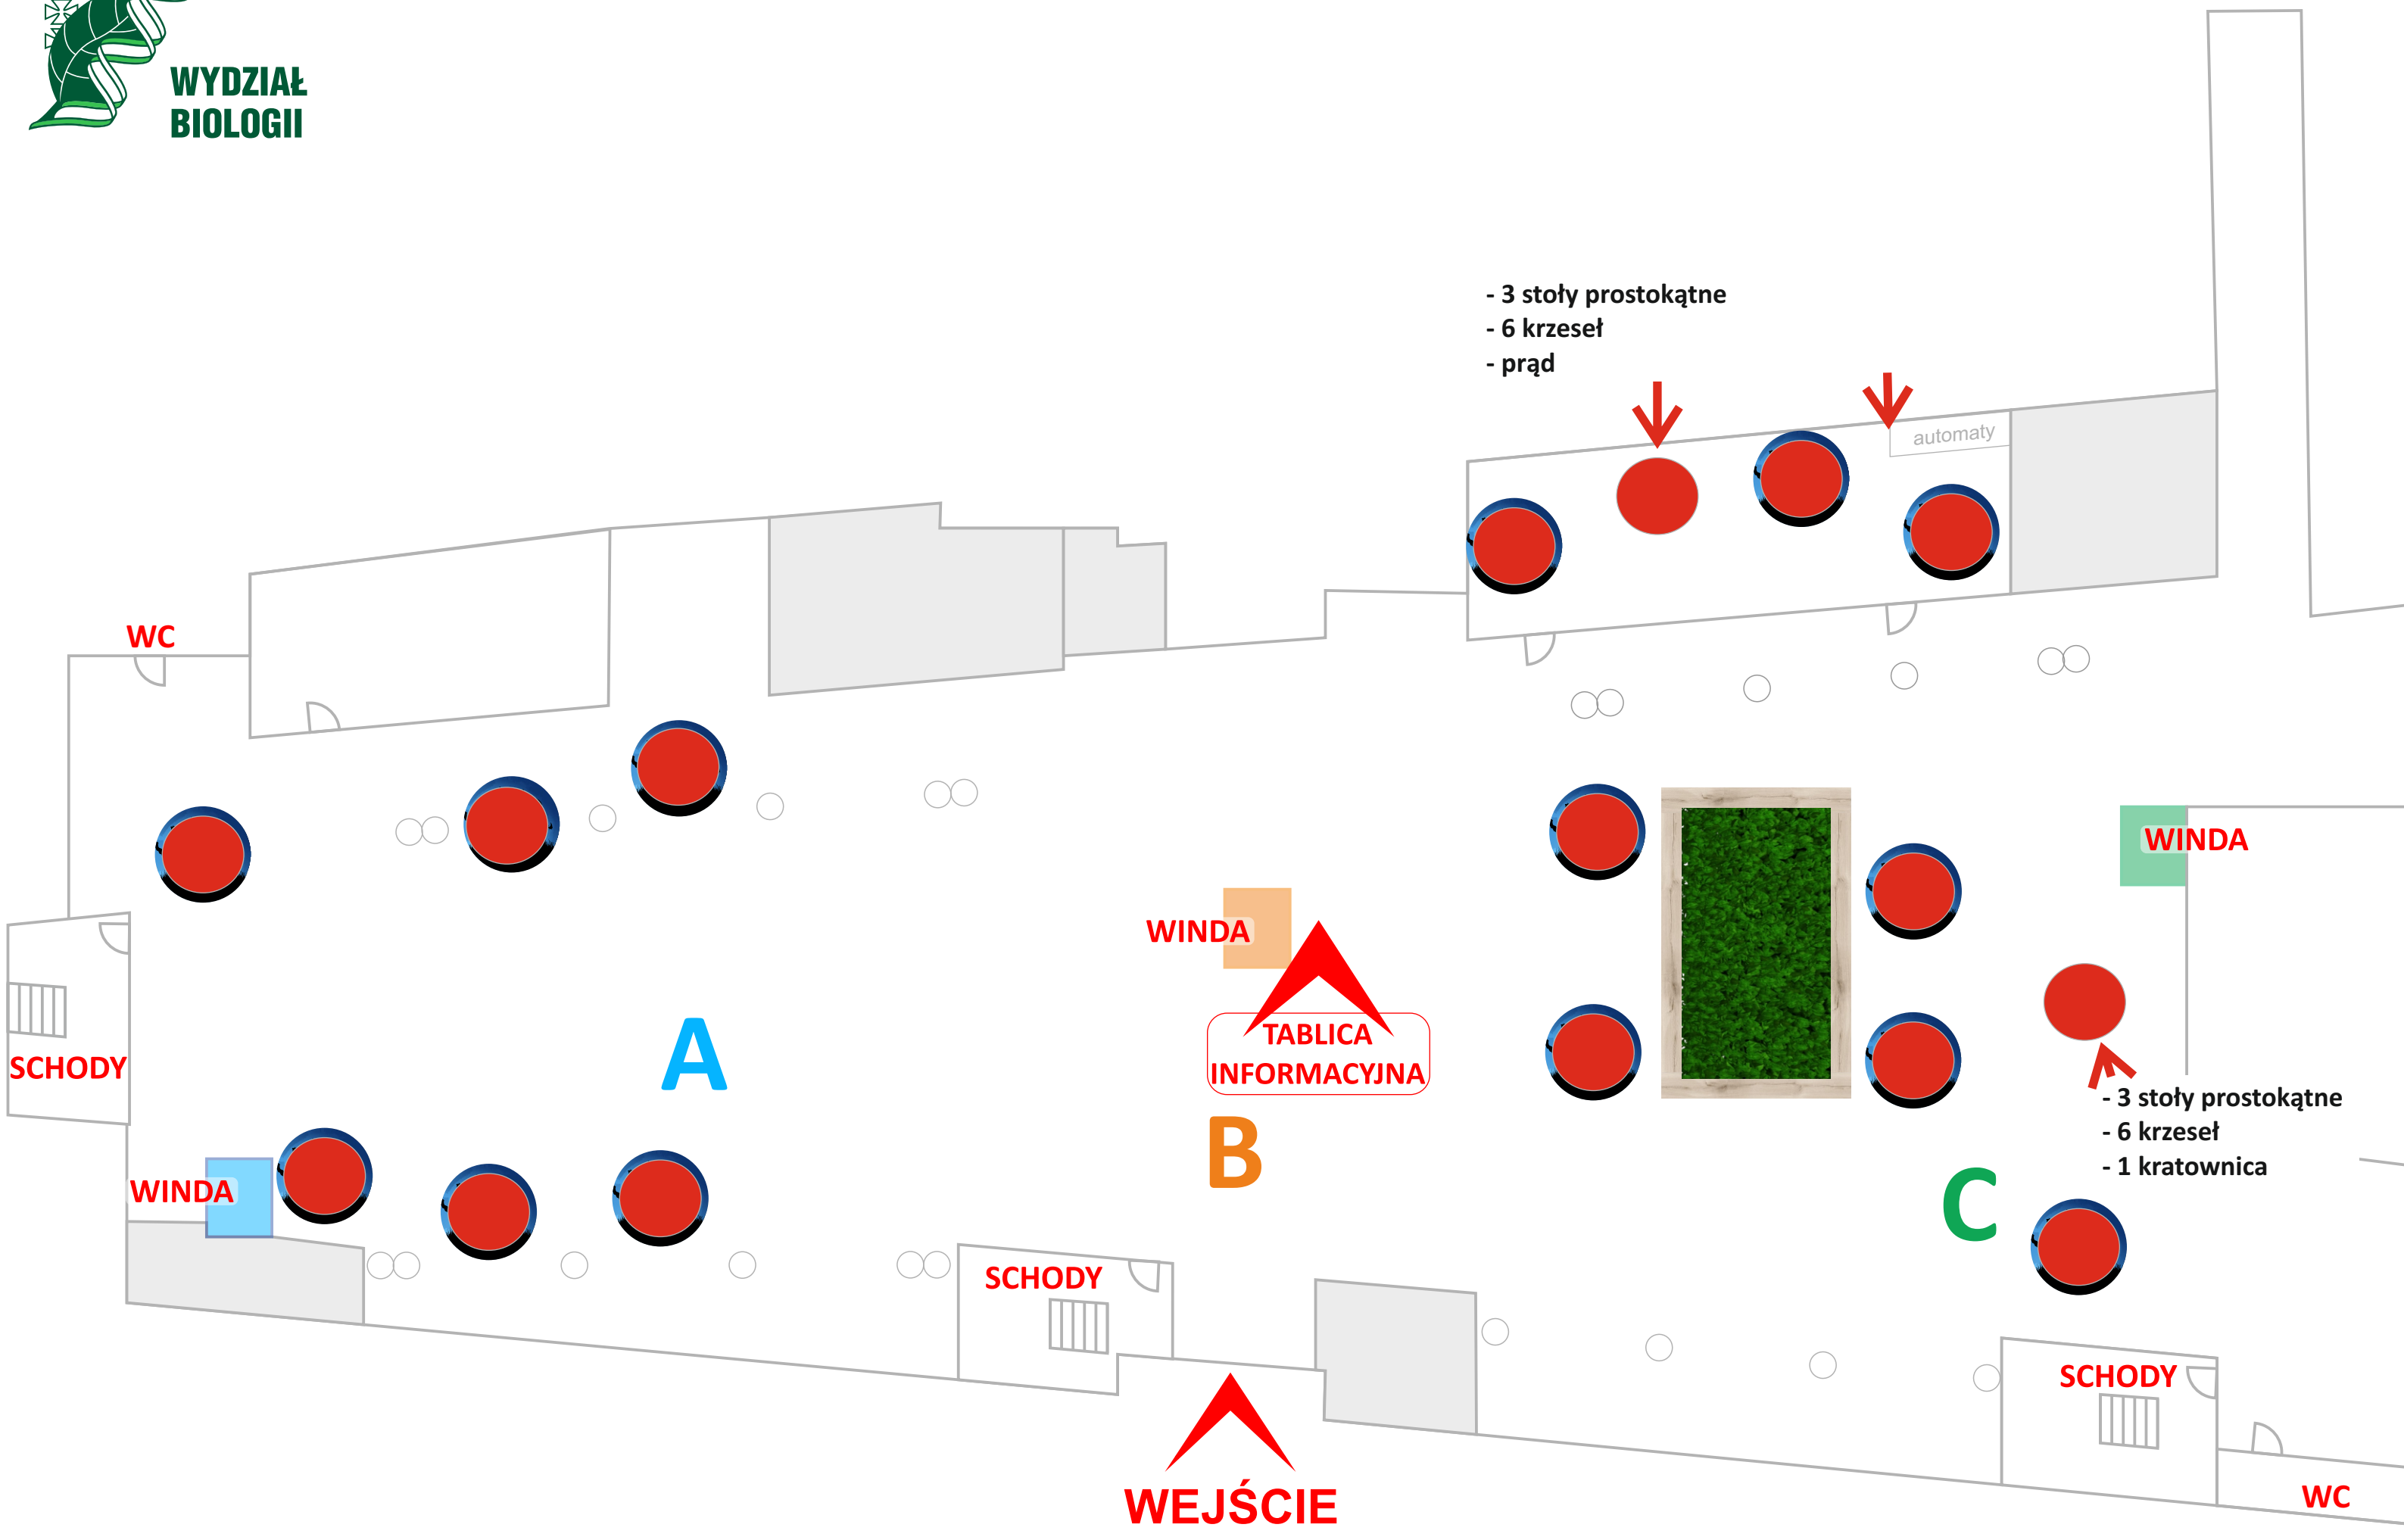 WYDZIAŁ
BIOLOGII
- 3 stoły prostokątne
- 6 krzeseł
- prąd
automaty
WC
WINDA
WINDA
TABLICA
INFORMACYJNA
A
SCHODY
- 3 stoły prostokątne
- 6 krzeseł
- 1 kratownica
B
C
WINDA
SCHODY
SCHODY
WEJŚCIE
WC